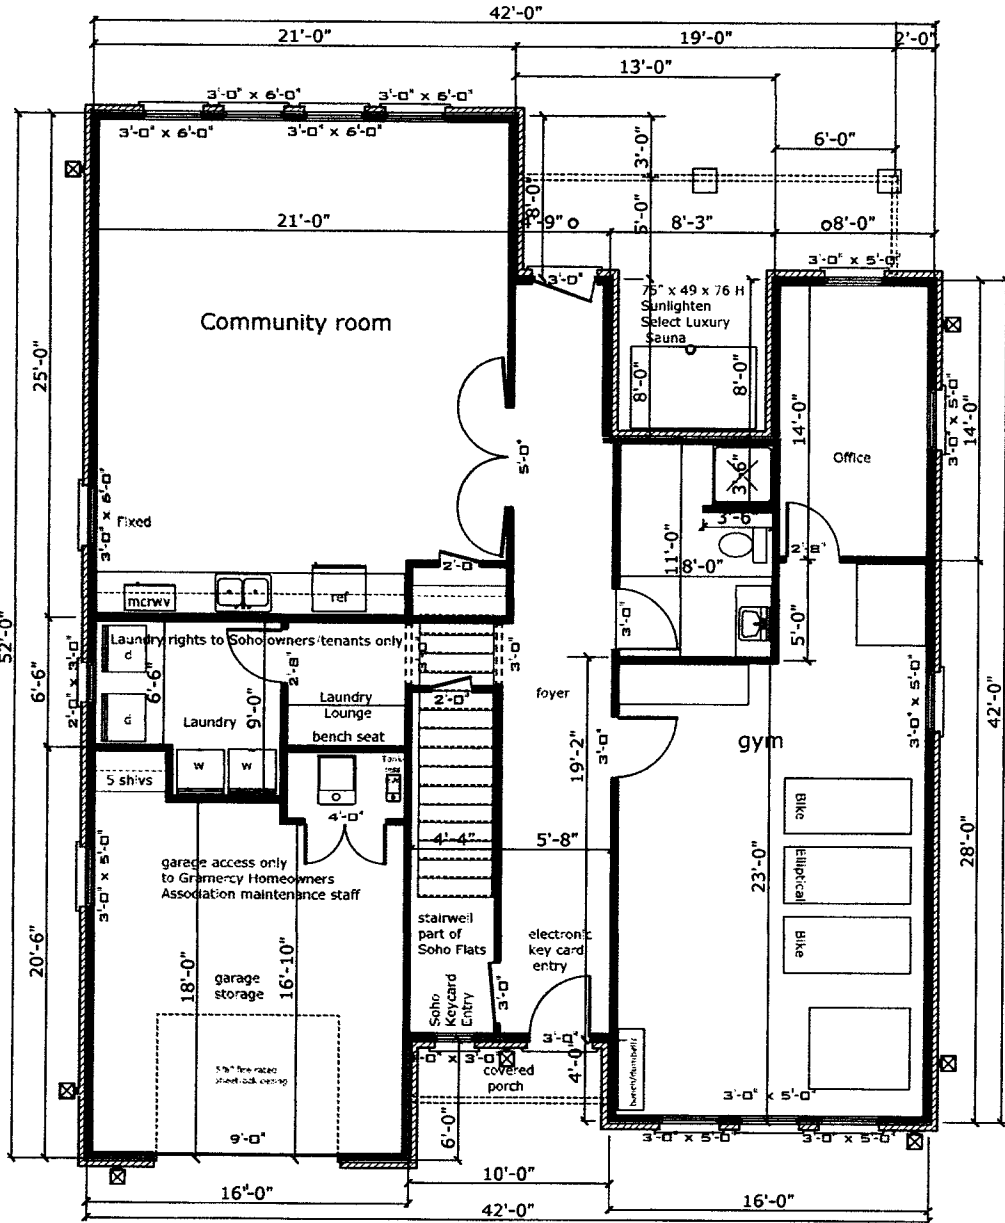 42'-0"
21'-0"
19'-0"
2'-0"
13'-0"
3'-0" x 6'-0"
3'-0" x 6'-0"
3'-0" x 6'-0"
3'-0" x 6'-0"
3'-0"
6'-0"
21'-0"
8'-0"
5'-0"
8'-3"
8'-0"
3'-0" x 5'-0"
3'-0"
75" x 49 x 76 H
Sunlighten
Select Luxury
Sauna
Community room
25'-0"
8'-0"
8'-0"
14'-0"
3'-0" x 5'-0"
14'-0"
5'-0"
Office
3'-6"
3'-6"
3'-0" x 6'-0"
Fixed
11'-0"
8'-0"
2'-8"
2'-0"
mcrwv
ref
3'-0"
5'-0"
52'-0"
Laundry rights to Soho owners/tenants only
d
6'-6"
6'-6"
2'-0" x 3'-0"
2'-8"
3'-0"
3'-0"
d
9'-0"
Laundry
Laundry
Lounge
bench seat
2'-0"
foyer
3'-0" x 5'-0"
42'-0"
19'-2"
3'-0"
gym
w
w
5 shlvs
4'-0"
Bike
4'-4"
5'-8"
3'-0" x 5'-0"
garage access only
to Gramercy Homeowners
Association maintenance staff
Elliptical
23'-0"
28'-0"
stairwell
part of
Soho Flats
electronic
key card
entry
Bike
20'-6"
18'-0"
16'-10"
garage
storage
Soho
Keycard
Entry
3'-0"
3'-0"
4'-0"
covered
porch
3'-0" x 5'-0"
9'-0"
6'-0"
3'-0" x 5'-0"
3'-0" x 5'-0"
10'-0"
16'-0"
16'-0"
42'-0"